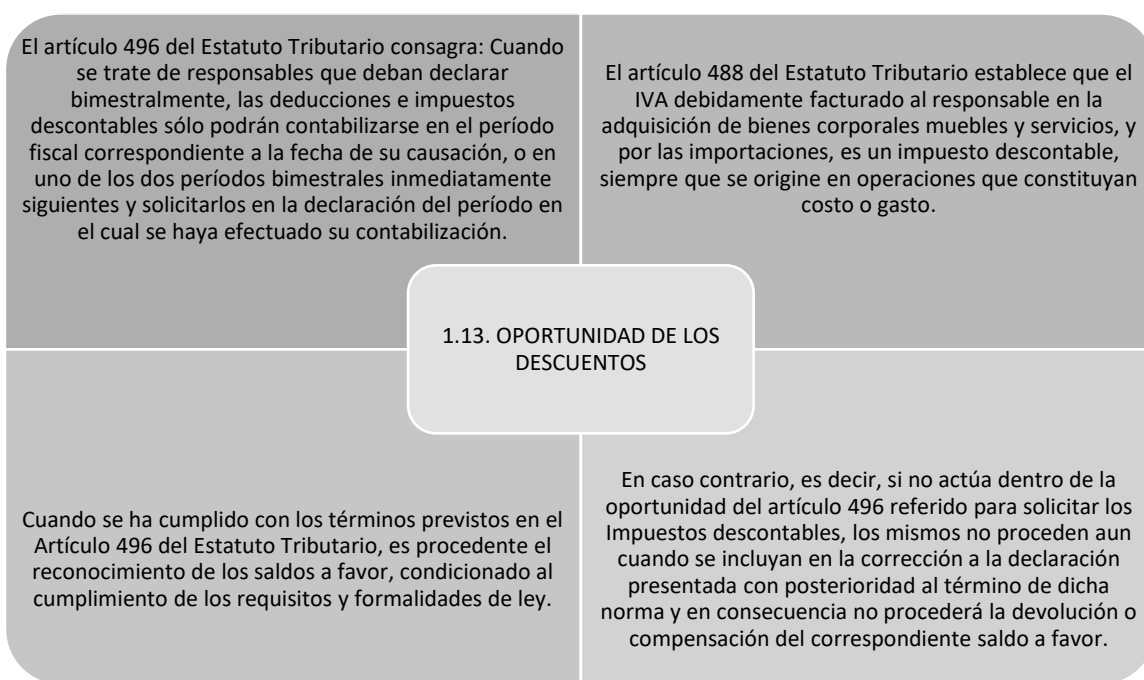 El artículo 496 del Estatuto Tributario consagra: Cuando
se trate de responsables que deban declarar
bimestralmente, las deducciones e impuestos
descontables sólo podrán contabilizarse en el período
fiscal correspondiente a la fecha de su causación, o en
uno de los dos períodos bimestrales inmediatamente
siguientes y solicitarlos en la declaración del período en
el cual se haya efectuado su contabilización.
El artículo 488 del Estatuto Tributario establece que el
IVA debidamente facturado al responsable en la
adquisición de bienes corporales muebles y servicios, y
por las importaciones, es un impuesto descontable,
siempre que se origine en operaciones que constituyan
costo o gasto.
1.13. OPORTUNIDAD DE LOS
DESCUENTOS
Cuando se ha cumplido con los términos previstos en el
Artículo 496 del Estatuto Tributario, es procedente el
reconocimiento de los saldos a favor, condicionado al
cumplimiento de los requisitos y formalidades de ley.
En caso contrario, es decir, si no actúa dentro de la
oportunidad del artículo 496 referido para solicitar los
Impuestos descontables, los mismos no proceden aun
cuando se incluyan en la corrección a la declaración
presentada con posterioridad al término de dicha
norma y en consecuencia no procederá la devolución o
compensación del correspondiente saldo a favor.